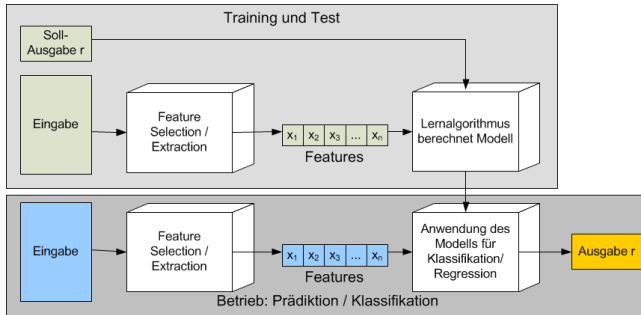 Training und Test
Soll-
Ausgabe r
Eingabe
Feature
Selection /
Extraction
x1 x2 x3 ... xn
Features
Lernalgorithmus
berechnet Modell
Eingabe
Feature
Selection /
Extraction
x1 x2 x3 ... xn
Features
Anwendung des
Modells für
Klassifikation/
Regression
Ausgabe r
Betrieb: Prädiktion / Klassifikation